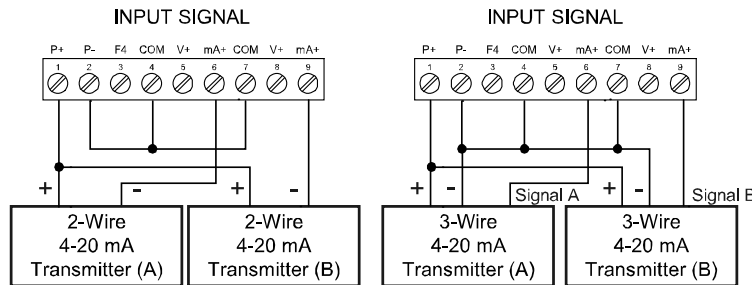 INPUT SIGNAL
P+ P- F4 COM V+ mA+ COM V+ mA+
1 2 3 4 5 6 7 8 9
+ - + -
2-Wire
4-20 mA
Transmitter (A)
2-Wire
4-20 mA
Transmitter (B)
INPUT SIGNAL
P+ P- F4 COM V+ mA+ COM V+ mA+
1 2 3 4 5 6 7 8 9
+ - Signal A + - Signal B
3-Wire
4-20 mA
Transmitter (A)
3-Wire
4-20 mA
Transmitter (B)